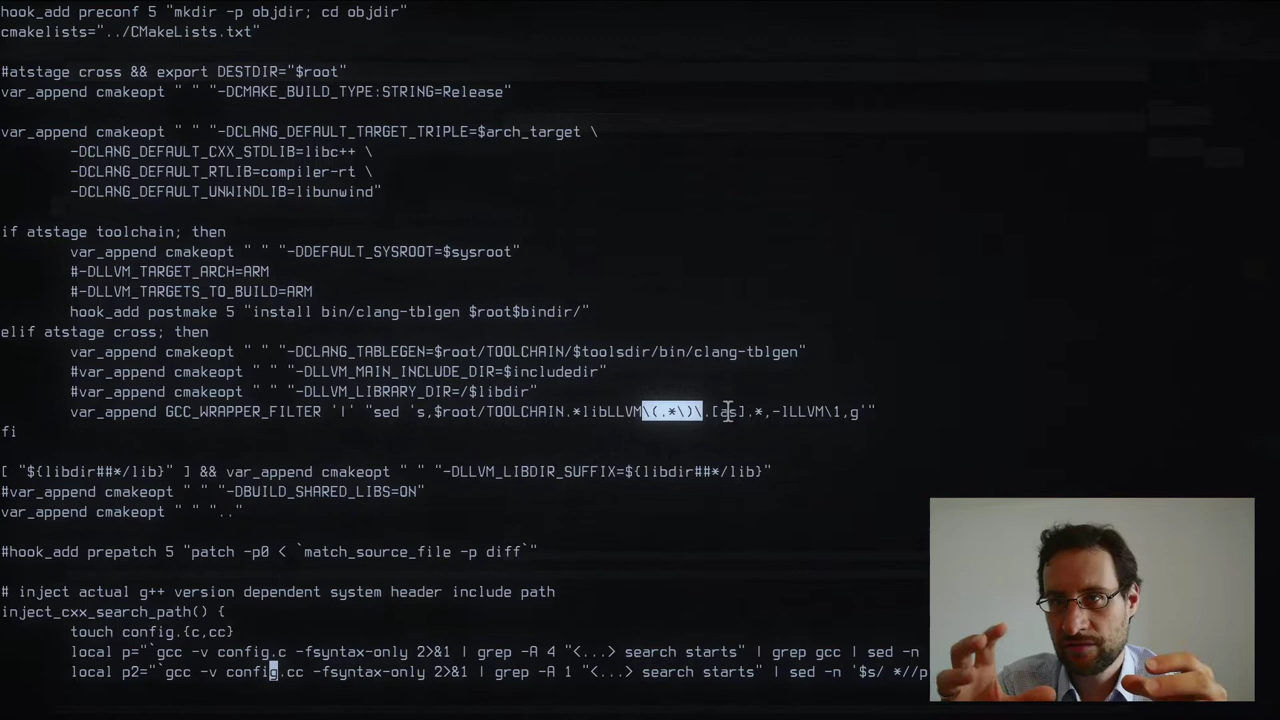 hook_add preconf 5 "mkdir -p objdir; cd objdir"
cmakelists="../CMakeLists.txt"
#atstage cross && export DESTDIR="$root"
var_append cmakeopt " " "-DCMAKE_BUILD_TYPE:STRING=Release"
var_append cmakeopt " " "-DCLANG_DEFAULT_TARGET_TRIPLE=$arch_target \
-DCLANG_DEFAULT_CXX_STDLIB=libc++ \
-DCLANG_DEFAULT_RTLIB=compiler-rt \
-DCLANG_DEFAULT_UNWINDLIB=libunwind"
if atstage toolchain; then
var_append cmakeopt " " "-DDEFAULT_SYSROOT=$sysroot"
#-DLLVM_TARGET_ARCH=ARM
#-DLLVM_TARGETS_TO_BUILD=ARM
hook_add postmake 5 "install bin/clang-tblgen $root$bindir/"
elif atstage cross; then
var_append cmakeopt " " "-DCLANG_TABLEGEN=$root/TOOLCHAIN/$toolsdir/bin/clang-tblgen"
#var_append cmakeopt " " "-DLLVM_MAIN_INCLUDE_DIR=$includedir"
#var_append cmakeopt " " "-DLLVM_LIBRARY_DIR=/$libdir"
var_append GCC_WRAPPER_FILTER '|' "sed 's,$root/TOOLCHAIN.*libLLVM\(.*\)\.[as].*,-lLLVM\1,g'"
fi
[ "${libdir##*/lib}" ] && var_append cmakeopt " " "-DLLVM_LIBDIR_SUFFIX=${libdir##*/lib}"
#var_append cmakeopt " " "-DBUILD_SHARED_LIBS=ON"
var_append cmakeopt " " ".."
#hook_add prepatch 5 "patch -p0 < `match_source_file -p diff`"
# inject actual g++ version dependent system header include path
inject_cxx_search_path() {
touch config.{c,cc}
local p="`gcc -v config.c -fsyntax-only 2>&1 | grep -A 4 "<...> search starts" | grep gcc | sed -n
local p2="`gcc -v config.cc -fsyntax-only 2>&1 | grep -A 1 "<...> search starts" | sed -n '$s/ *//p